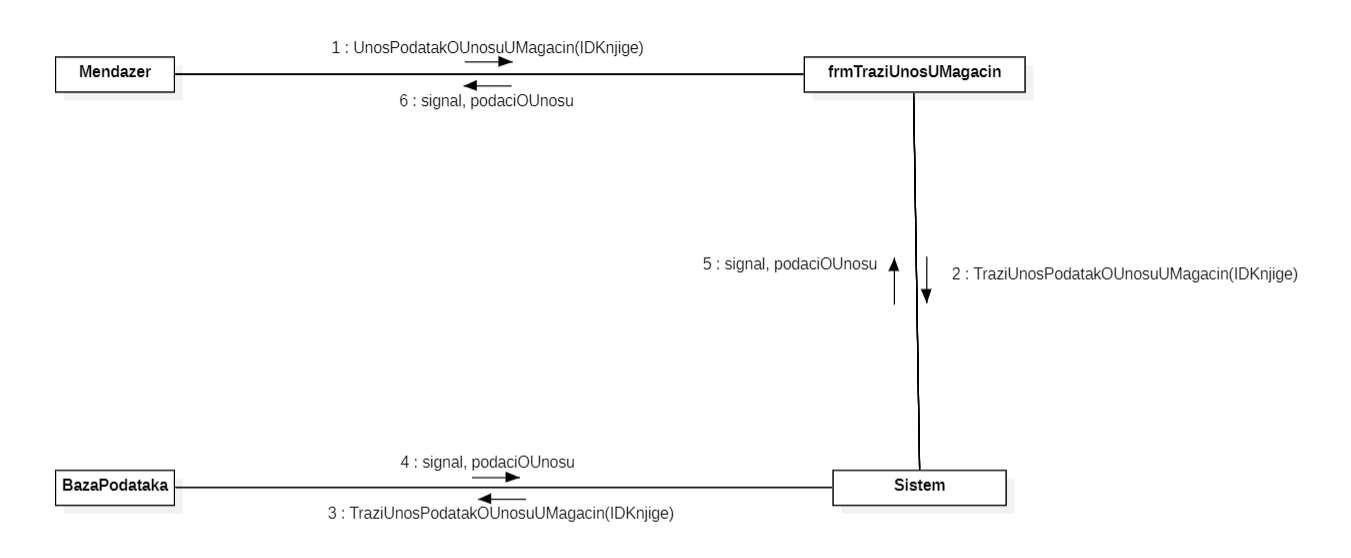 1 : UnosPodatakOUnosuUMagacin(IDKnjige)
Mendazer
frmTraziUnosUMagacin
6 : signal, podaciOUnosu
5 : signal, podaciOUnosu
2 : TraziUnosPodatakOUnosuUMagacin(IDKnjige)
4 : signal, podaciOUnosu
BazaPodataka
Sistem
3 : TraziUnosPodatakOUnosuUMagacin(IDKnjige)